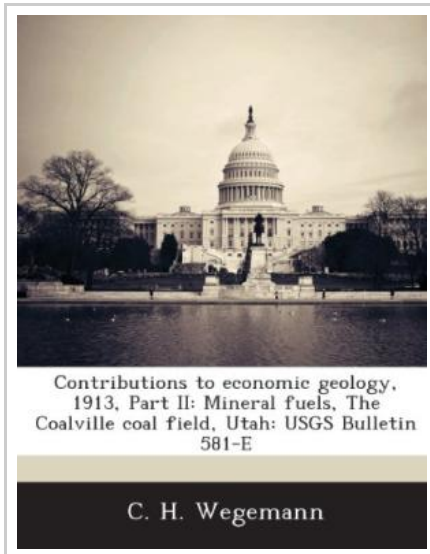 Contributions to economic geology,
1913, Part II: Mineral fuels, The
Coalville coal field, Utah: USGS Bulletin
581-E
C. H. Wegemann